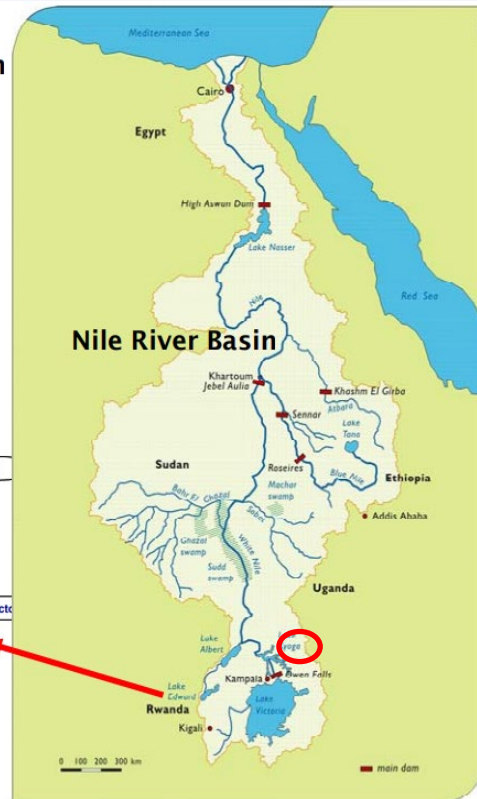 n
Mediterranean Sea
Cairo
Egypt
High Aswan Dam
Lake Nasser
Red Sea
Nile
Nile River Basin
Khartoum
Jebel Aulia
Khashm El Girba
Atbara
Sennar
Lake
Tana
Roseires
Sudan
Blue Nile
Ethiopia
Bahr El Ghazal
Machar
swamp
Sobri
Addis Ababa
Ghazal
swamp
White Nile
Sudd
swamp
Uganda
Luke
Albert
yoga
Kampala
Owen Falls
Lake
Edward
Rwanda
Lake
Victoria
Kigali
0 100 200 300 km
main dam